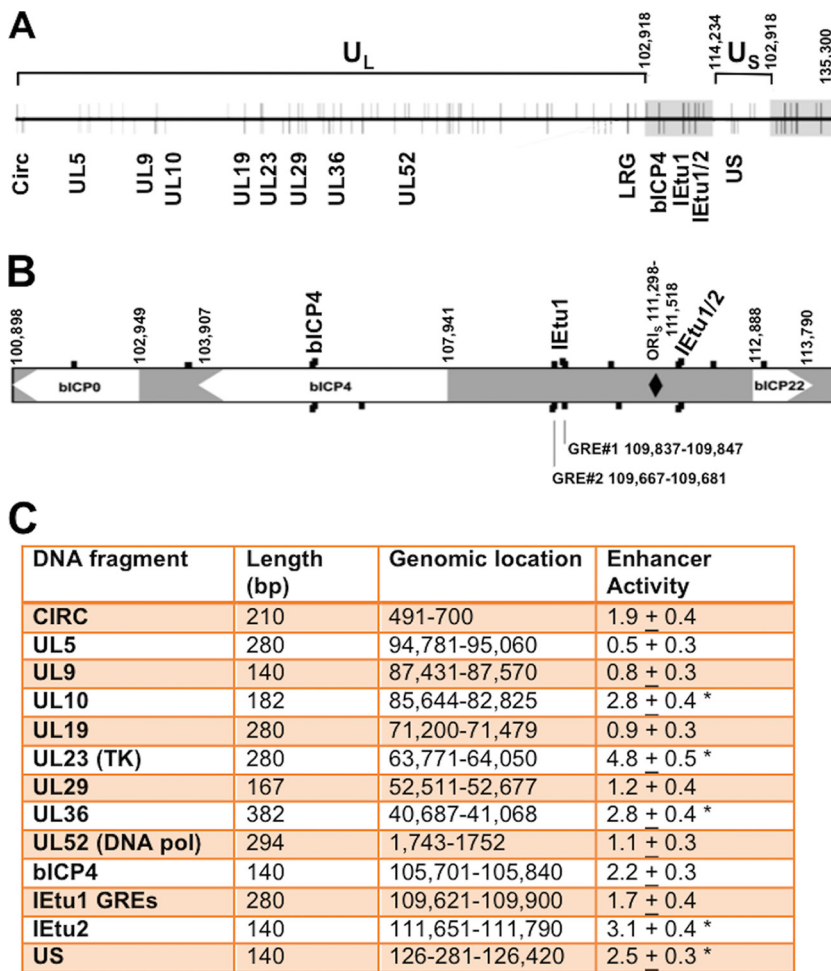 A
U_L
102,918
114,234
U_S
102,918
135,300
Circ
UL5
UL9
UL10
UL19
UL23
UL29
UL36
UL52
LRG
bICP4
IEtu1
IEtu1/2
US
B
100,898
102,949
103,907
bICP4
107,941
IEtu1
ORI_S 111,298-
111,518
IEtu1/2
112,888
113,790
bICP0
bICP4
bICP22
GRE#1 109,837-109,847
GRE#2 109,667-109,681
C
DNA fragment Length (bp) Genomic location Enhancer Activity
CIRC 210 491-700 1.9 ± 0.4
UL5 280 94,781-95,060 0.5 ± 0.3
UL9 140 87,431-87,570 0.8 ± 0.3
UL10 182 85,644-82,825 2.8 ± 0.4 *
UL19 280 71,200-71,479 0.9 ± 0.3
UL23 (TK) 280 63,771-64,050 4.8 ± 0.5 *
UL29 167 52,511-52,677 1.2 ± 0.4
UL36 382 40,687-41,068 2.8 ± 0.4 *
UL52 (DNA pol) 294 1,743-1752 1.1 ± 0.3
bICP4 140 105,701-105,840 2.2 ± 0.3
IEtu1 GREs 280 109,621-109,900 1.7 ± 0.4
IEtu2 140 111,651-111,790 3.1 ± 0.4 *
US 140 126-281-126,420 2.5 ± 0.3 *